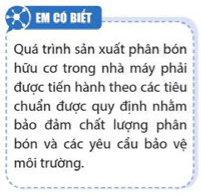 EM CÓ BIẾT
Quá trình sản xuất phân bón
hữu cơ trong nhà máy phải
được tiến hành theo các tiêu
chuẩn được quy định nhằm
bảo đảm chất lượng phân
bón và các yêu cầu bảo vệ
môi trường.